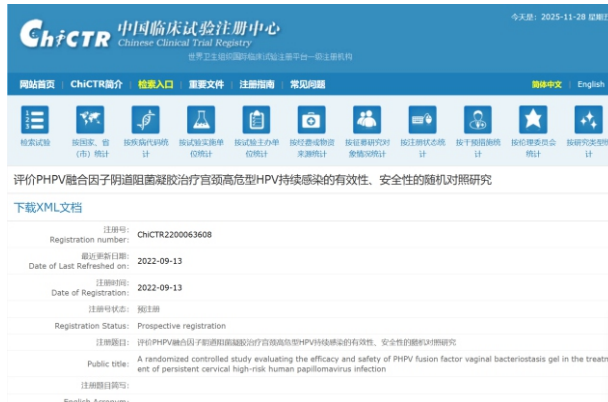 今天是：2025-11-28 星期五
ChiCTR 中国临床试验注册中心
Chinese Clinical Trial Registry
世界卫生组织国际临床试验注册平台一级注册机构
网站首页 ChiCTR简介 检索入口 重要文件 注册指南 常见问题 简体中文 English
检索试验 按国家、省（市）统计 按疾病代码统计 按试验实施单位统计 按试验主办单位统计 按经费或物资来源统计 按征募研究对象情况统计 按注册状态统计 按干预措施统计 按伦理委员会统计 按研究类型统计
评价PHPV融合因子阴道阻菌凝胶治疗宫颈高危型HPV持续感染的有效性、安全性的随机对照研究
下载XML文档
注册号:
Registration number: ChiCTR2200063608
最近更新日期:
Date of Last Refreshed on: 2022-09-13
注册时间:
Date of Registration: 2022-09-13
注册号状态: 预注册
Registration Status: Prospective registration
注册题目: 评价PHPV融合因子阴道阻菌凝胶治疗宫颈高危型HPV持续感染的有效性、安全性的随机对照研究
Public title: A randomized controlled study evaluating the efficacy and safety of PHPV fusion factor vaginal bacteriostasis gel in the treatm
ent of persistent cervical high-risk human papillomavirus infection
注册题目简写:
English Acronym: